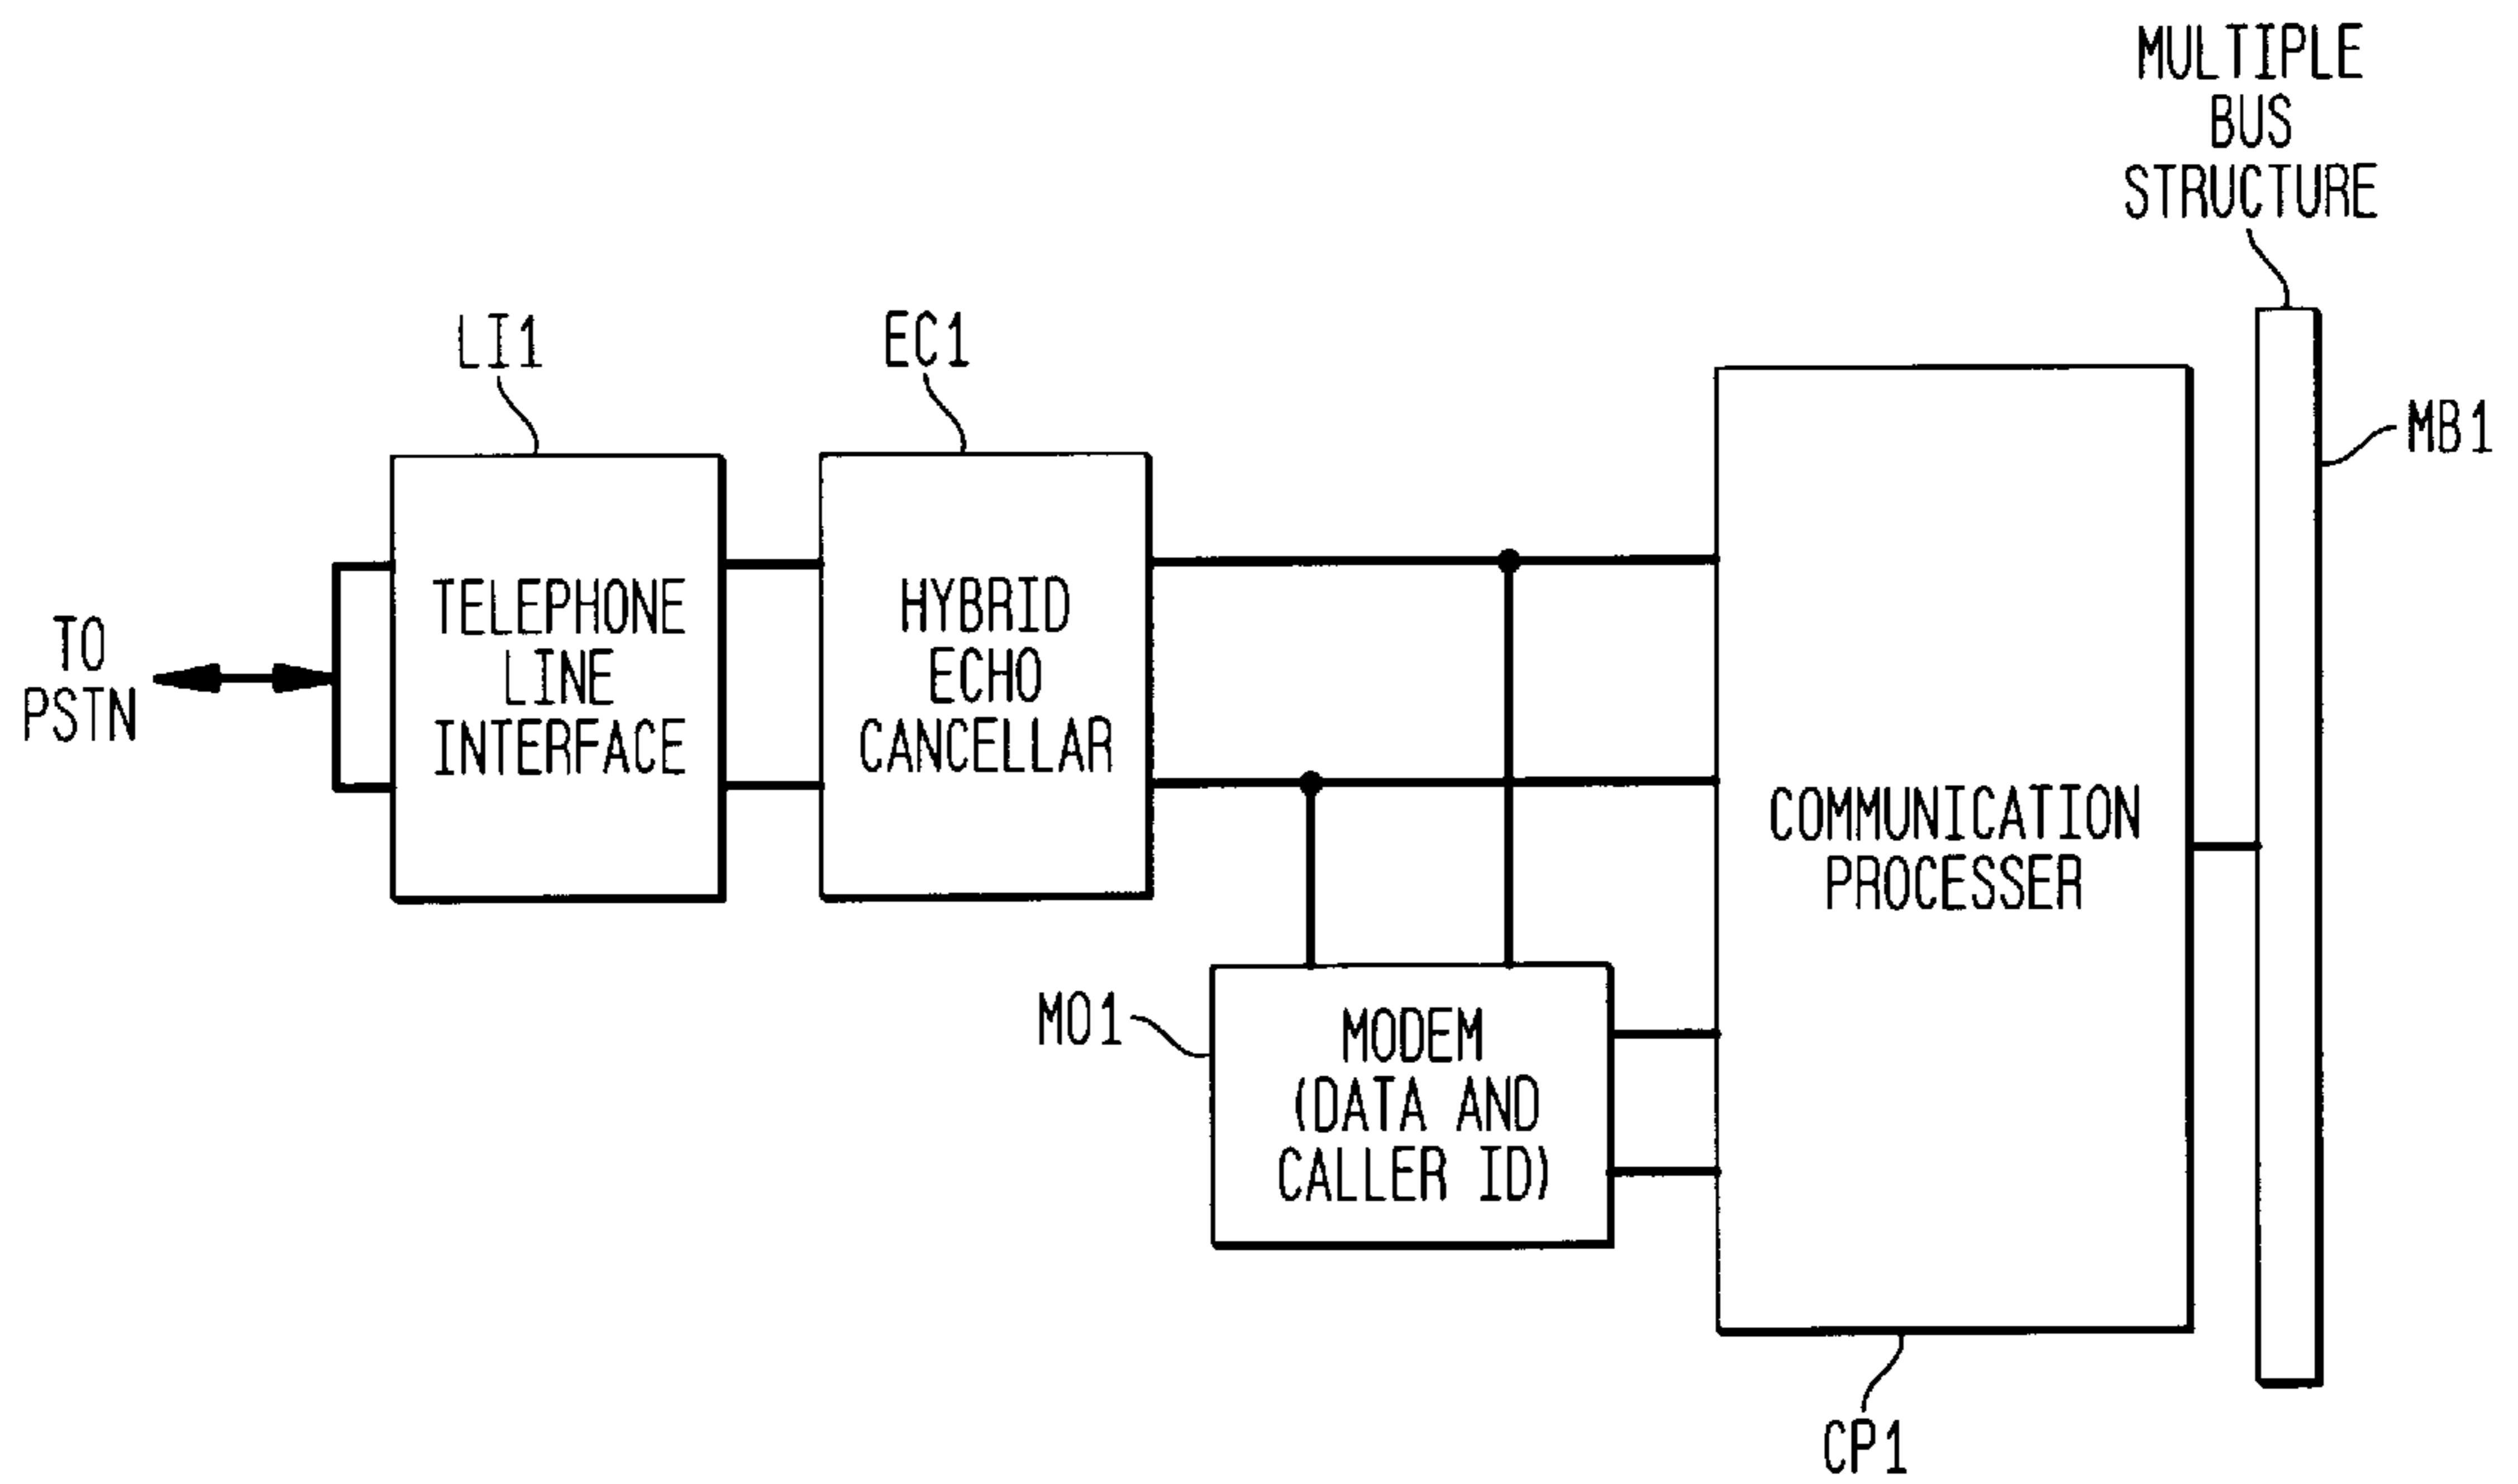 MULTIPLE
BUS
STRUCTURE
LI1
EC1
MB1
TO
PSTN
TELEPHONE
LINE
INTERFACE
HYBRID
ECHO
CANCELLAR
COMMUNICATION
PROCESSER
MO1
MODEM
(DATA AND
CALLER ID)
CP1